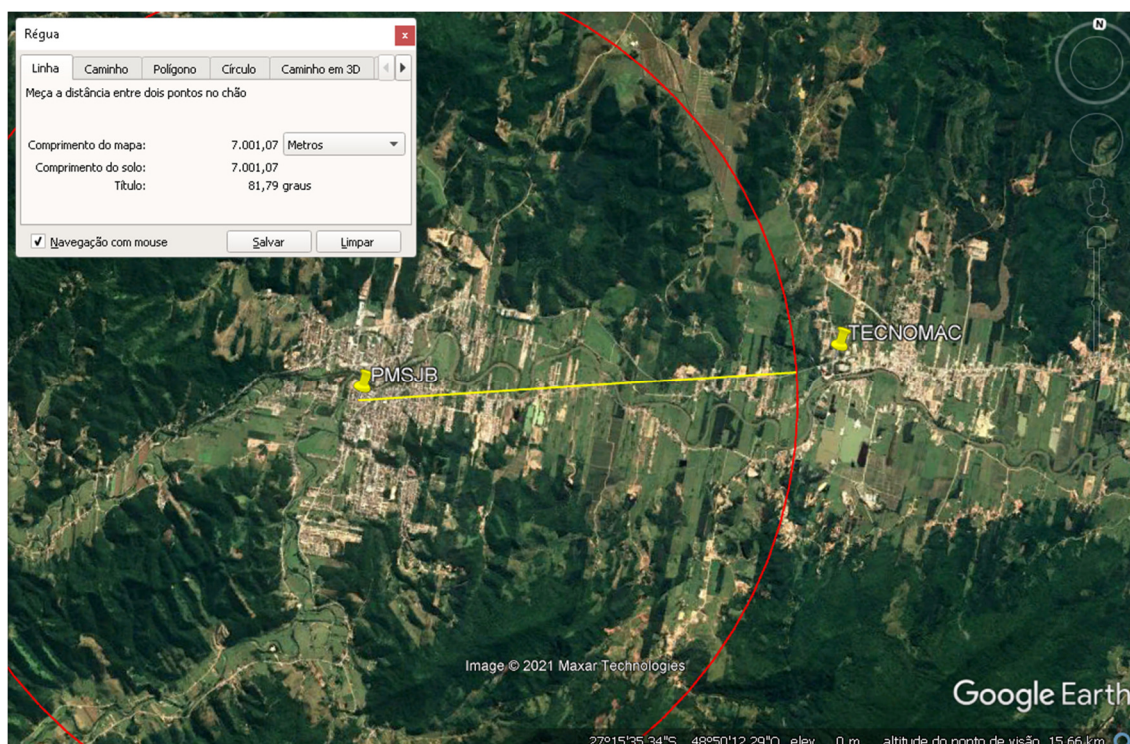 Régua
x
Linha Caminho Polígono Círculo Caminho em 3D
Meça a distância entre dois pontos no chão
Comprimento do mapa: 7.001,07 Metros
Comprimento do solo: 7.001,07
Título: 81,79 graus
Navegação com mouse Salvar Limpar
N
TECNOMAC
PMSJB
Image © 2021 Maxar Technologies
Google Earth
27°15'35.34"S 48°50'12.29"O elev 0 m altitude do ponto de visão 15.66 km